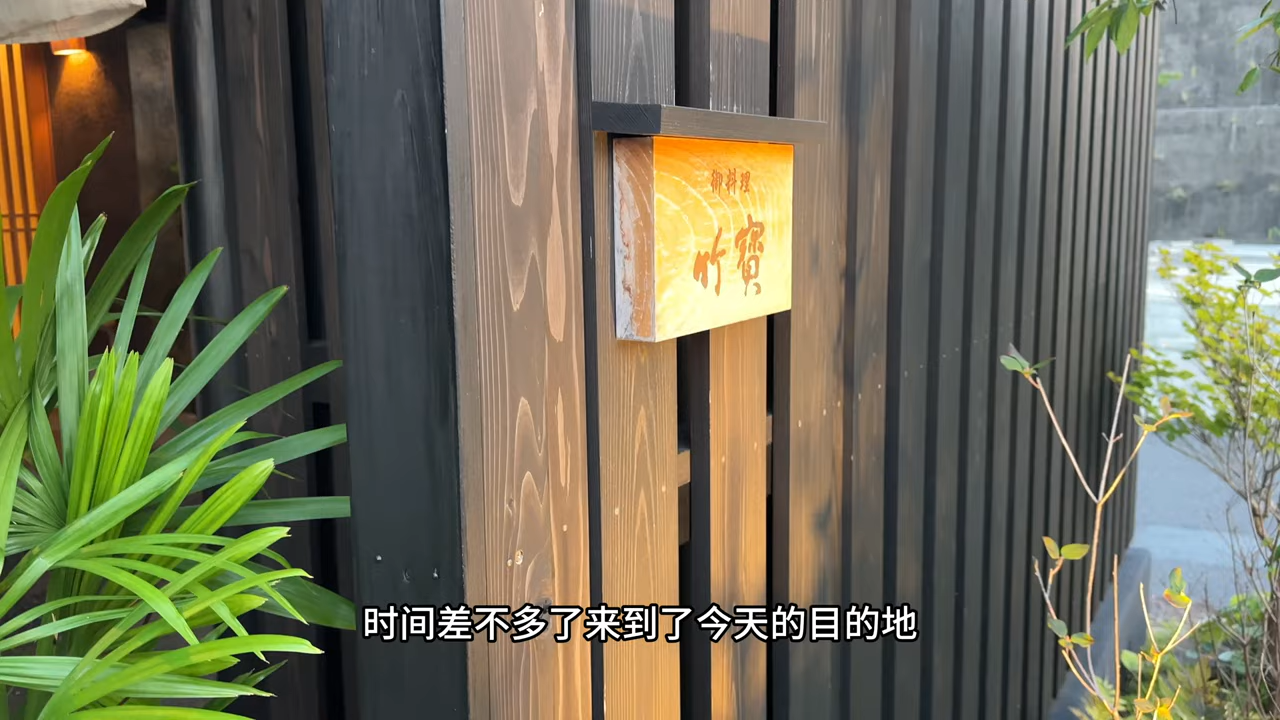 御料理
竹寳
时间差不多了来到了今天的目的地